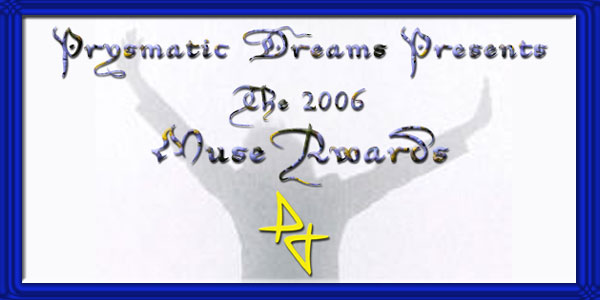 Prysmatic Dreams Presents
The 2006
Muse Awards